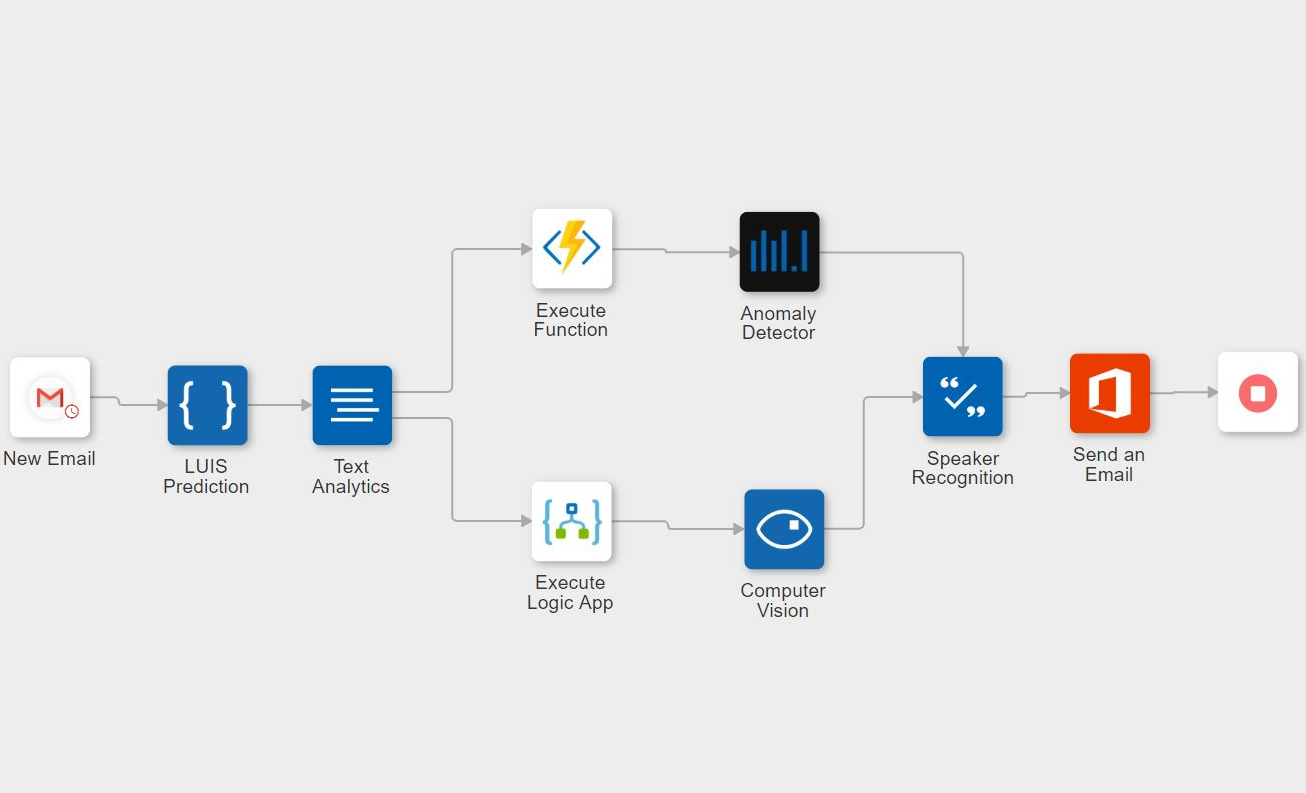 New Email
LUIS
Prediction
Text
Analytics
Execute
Function
Anomaly
Detector
Execute
Logic App
Computer
Vision
Speaker
Recognition
Send an
Email